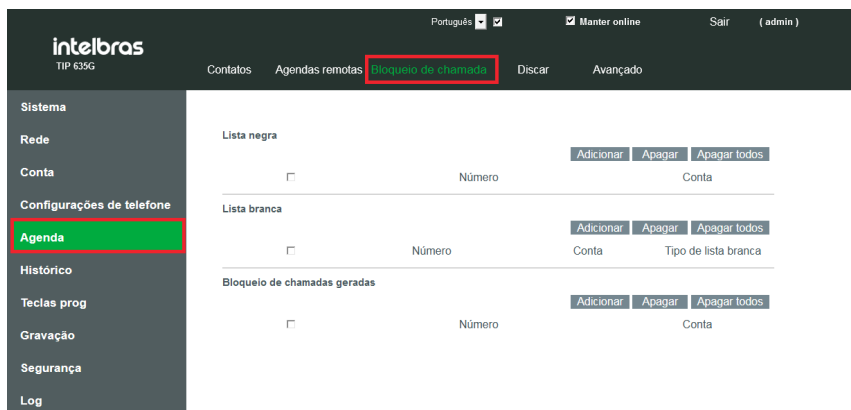 Português Manter online Sair ( admin )
intelbras
TIP 635G
Contatos Agendas remotas Bloqueio de chamada Discar Avançado
Sistema
Rede
Conta
Configurações de telefone
Agenda
Histórico
Teclas prog
Gravação
Segurança
Log
Lista negra
Adicionar Apagar Apagar todos
Número Conta
Lista branca
Adicionar Apagar Apagar todos
Número Conta Tipo de lista branca
Bloqueio de chamadas geradas
Adicionar Apagar Apagar todos
Número Conta